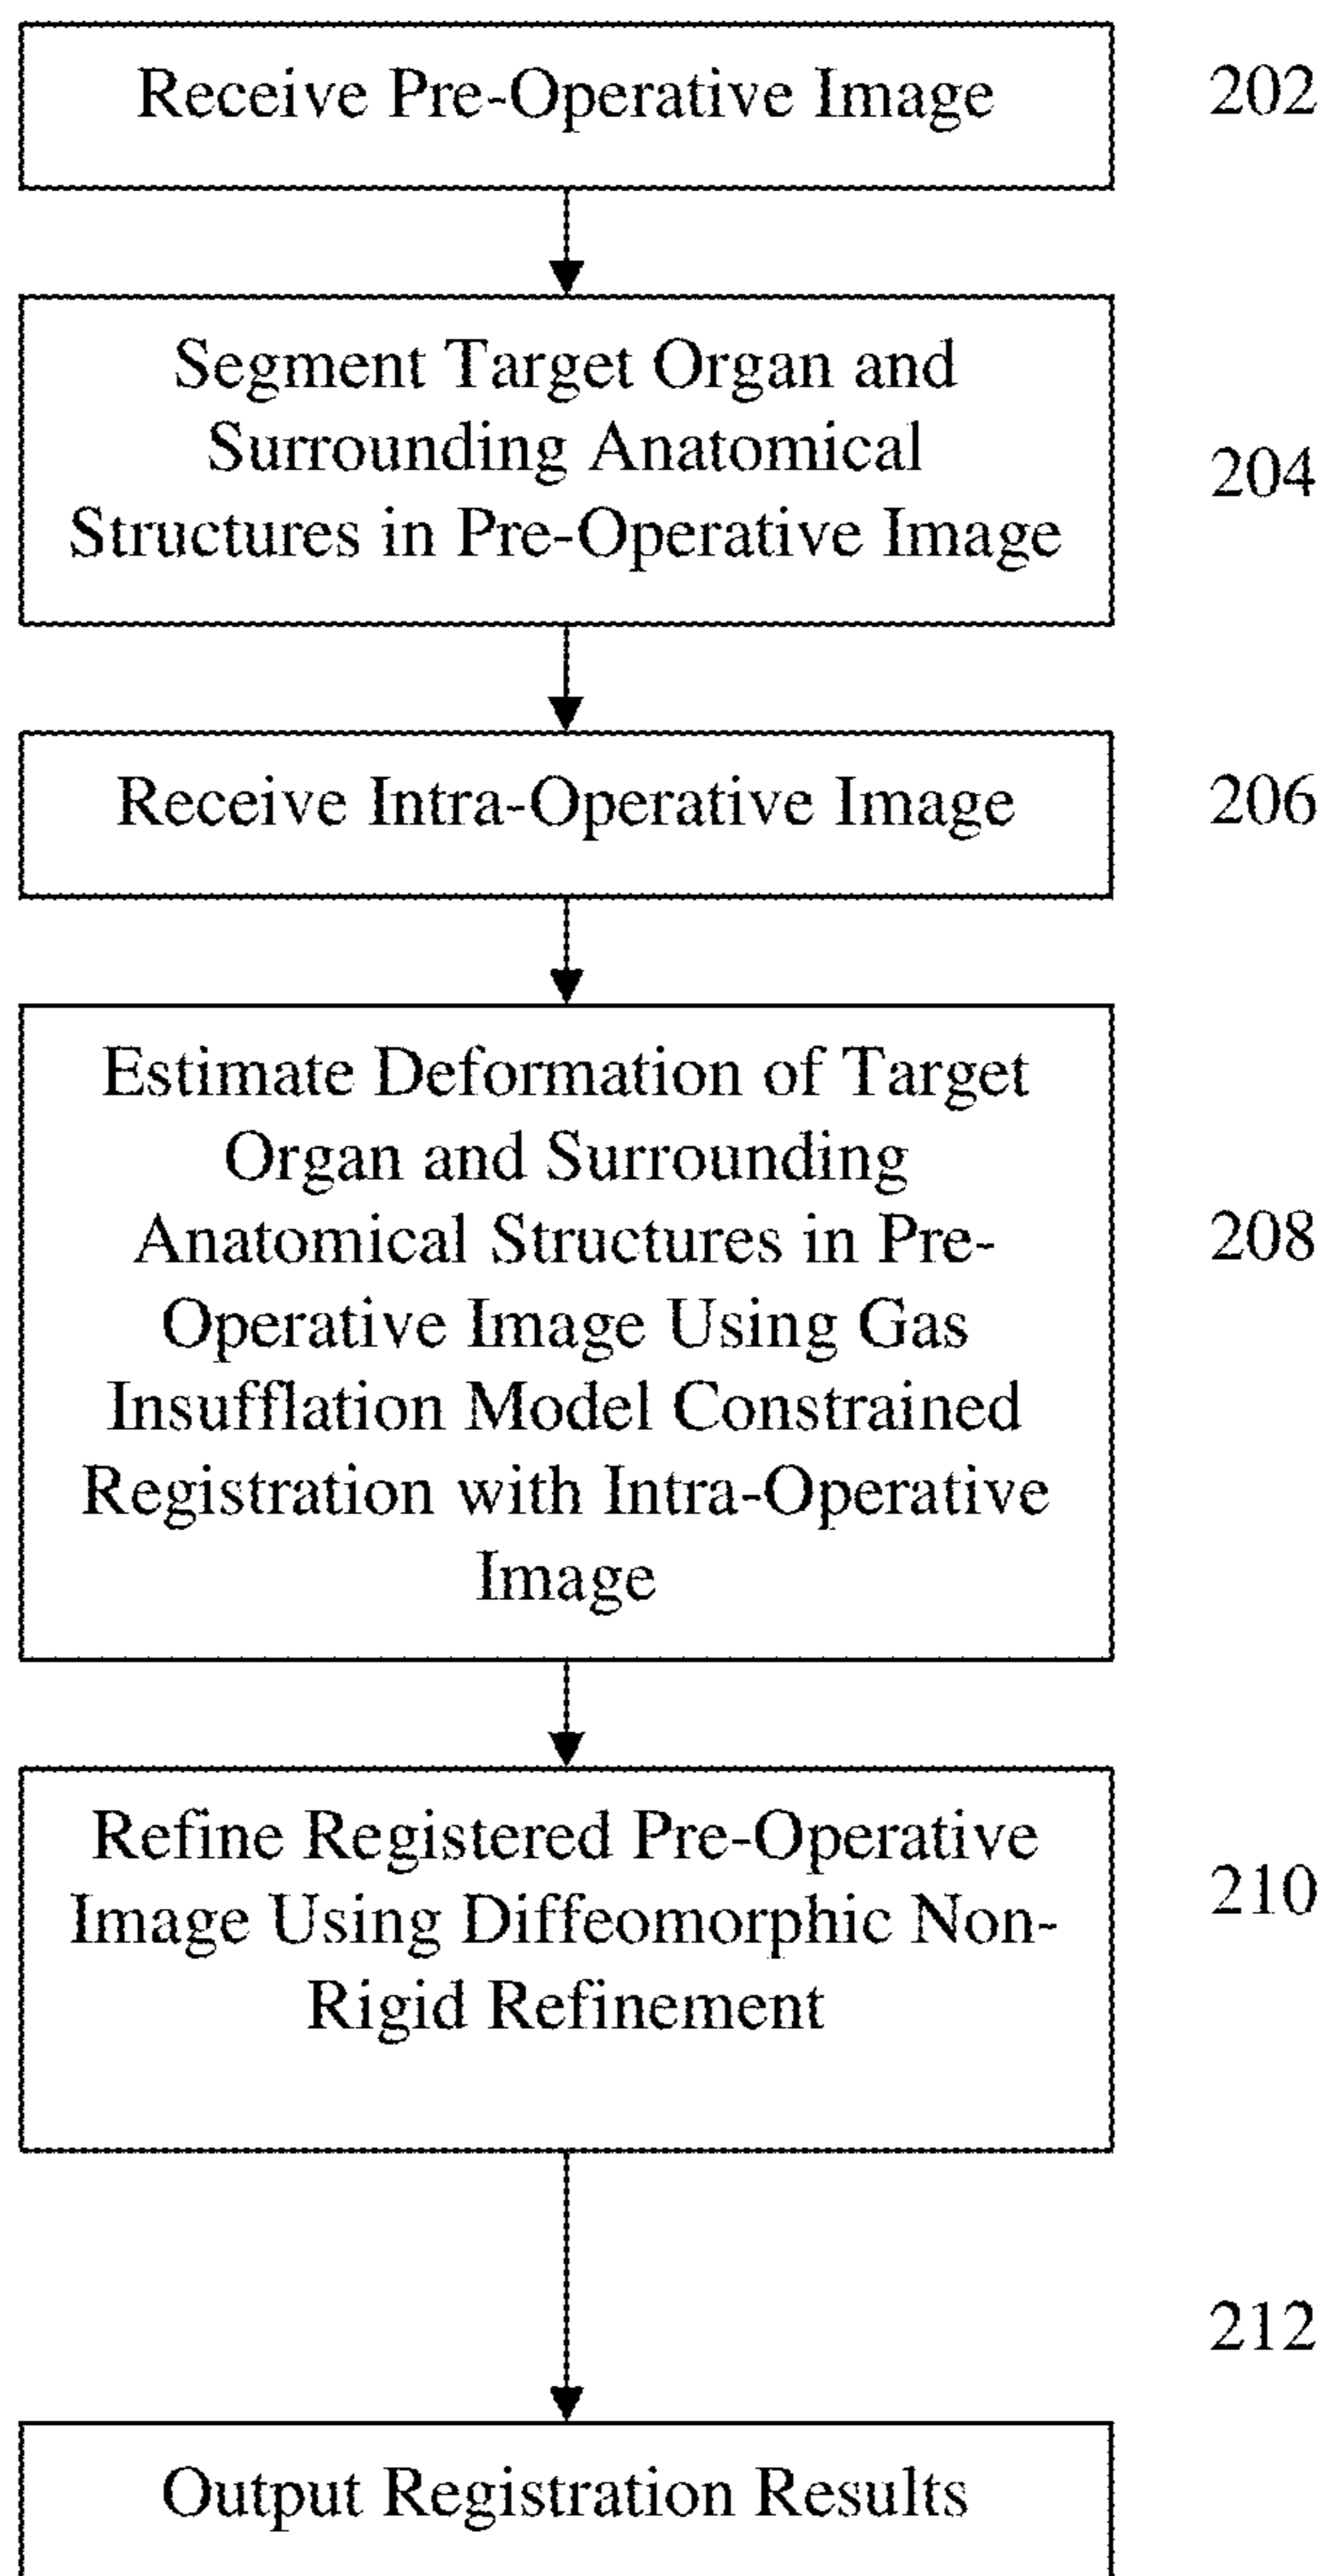 Receive Pre-Operative Image
202
Segment Target Organ and
Surrounding Anatomical
Structures in Pre-Operative Image
204
Receive Intra-Operative Image
206
Estimate Deformation of Target
Organ and Surrounding
Anatomical Structures in Pre-
Operative Image Using Gas
Insufflation Model Constrained
Registration with Intra-Operative
Image
208
Refine Registered Pre-Operative
Image Using Diffeomorphic Non-
Rigid Refinement
210
212
Output Registration Results